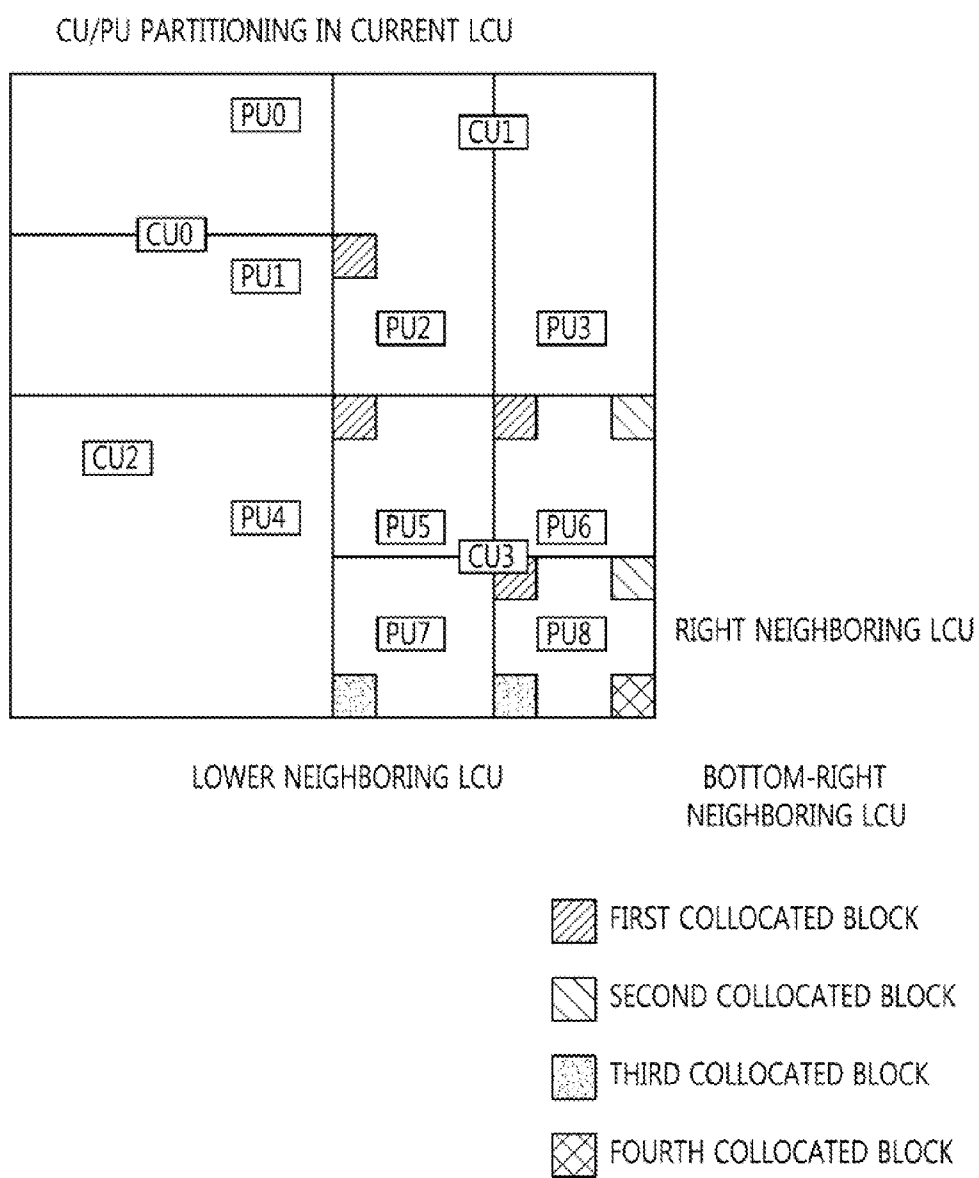 CU/PU PARTITIONING IN CURRENT LCU
PU0
CU1
CU0
PU1
PU2
PU3
CU2
PU4
PU5
PU6
CU3
PU7
PU8
RIGHT NEIGHBORING LCU
LOWER NEIGHBORING LCU
BOTTOM-RIGHT
NEIGHBORING LCU
FIRST COLLOCATED BLOCK
SECOND COLLOCATED BLOCK
THIRD COLLOCATED BLOCK
FOURTH COLLOCATED BLOCK